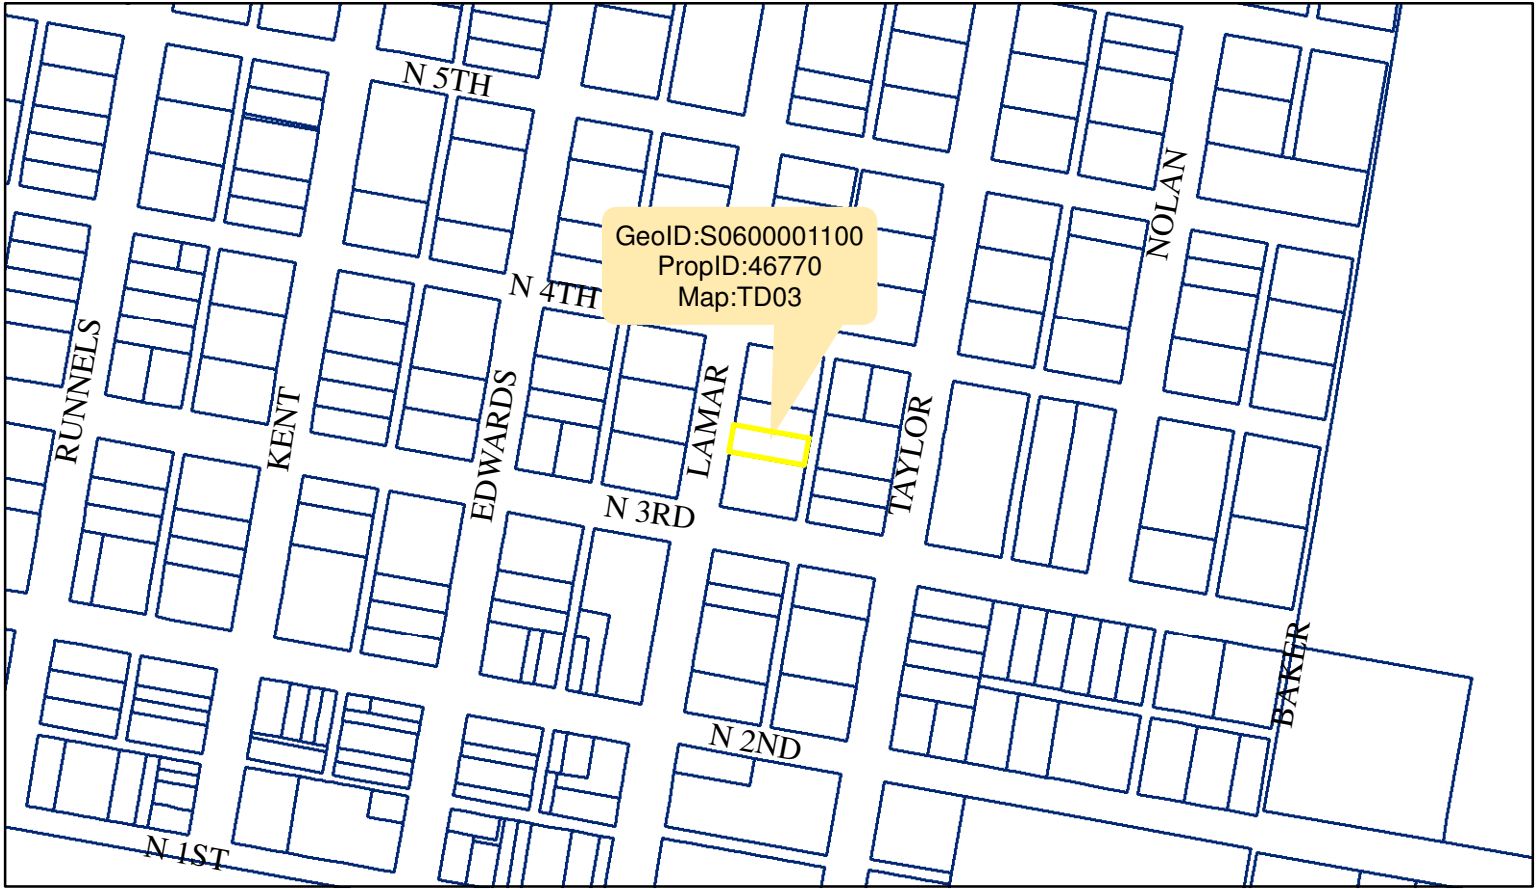 N 5TH
NOLAN
GeoID:S0600001100
PropID:46770
Map:TD03
N 4TH
RUNNELS
KENT
EDWARDS
LAMAR
TAYLOR
N 3RD
BAKER
N 2ND
N 1ST